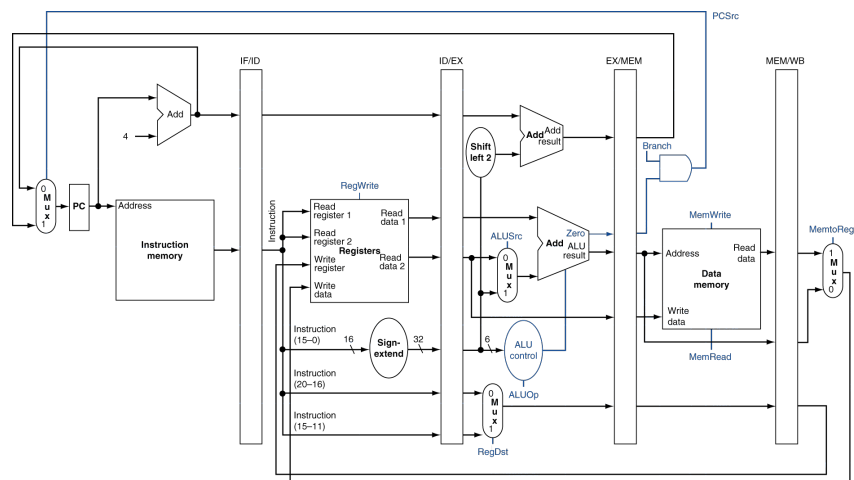 PCSrc
IF/ID
ID/EX
EX/MEM
MEM/WB
Add
4
Add
Add
result
Shift
left 2
Branch
0
M
u
x
1
PC
Address
Instruction
memory
Instruction
RegWrite
Read
register 1
Read
register 2
Write
register
Write
data
Registers
Read
data 1
Read
data 2
ALUSrc
0
M
u
x
1
Zero
Add
ALU
result
MemWrite
Address
Read
data
Data
memory
Write
data
MemRead
MemtoReg
1
M
u
x
0
Instruction
(15–0)
16
Sign-
extend
32
6
ALU
control
ALUOp
Instruction
(20–16)
Instruction
(15–11)
0
M
u
x
1
RegDst